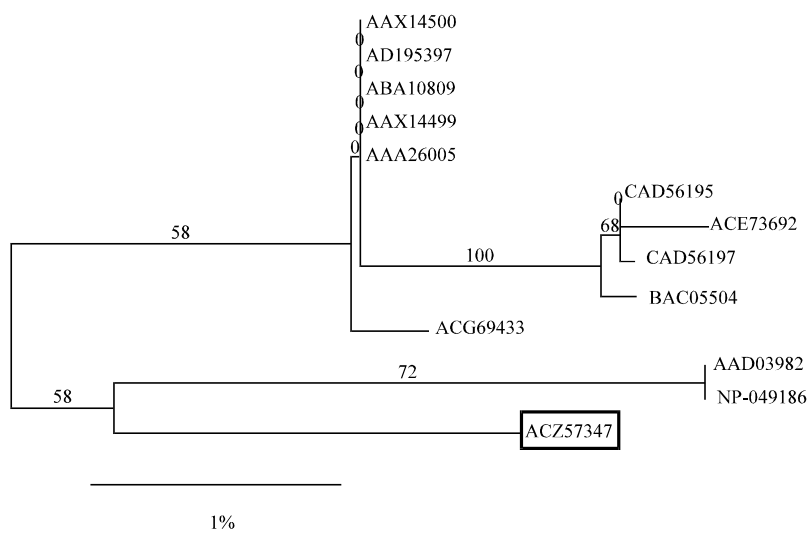 AAX14500
0
AD195397
0
ABA10809
0
AAX14499
0
0
AAA26005
0
CAD56195
68
ACE73692
58
100
CAD56197
BAC05504
ACG69433
72
AAD03982
58
NP-049186
ACZ57347
1%